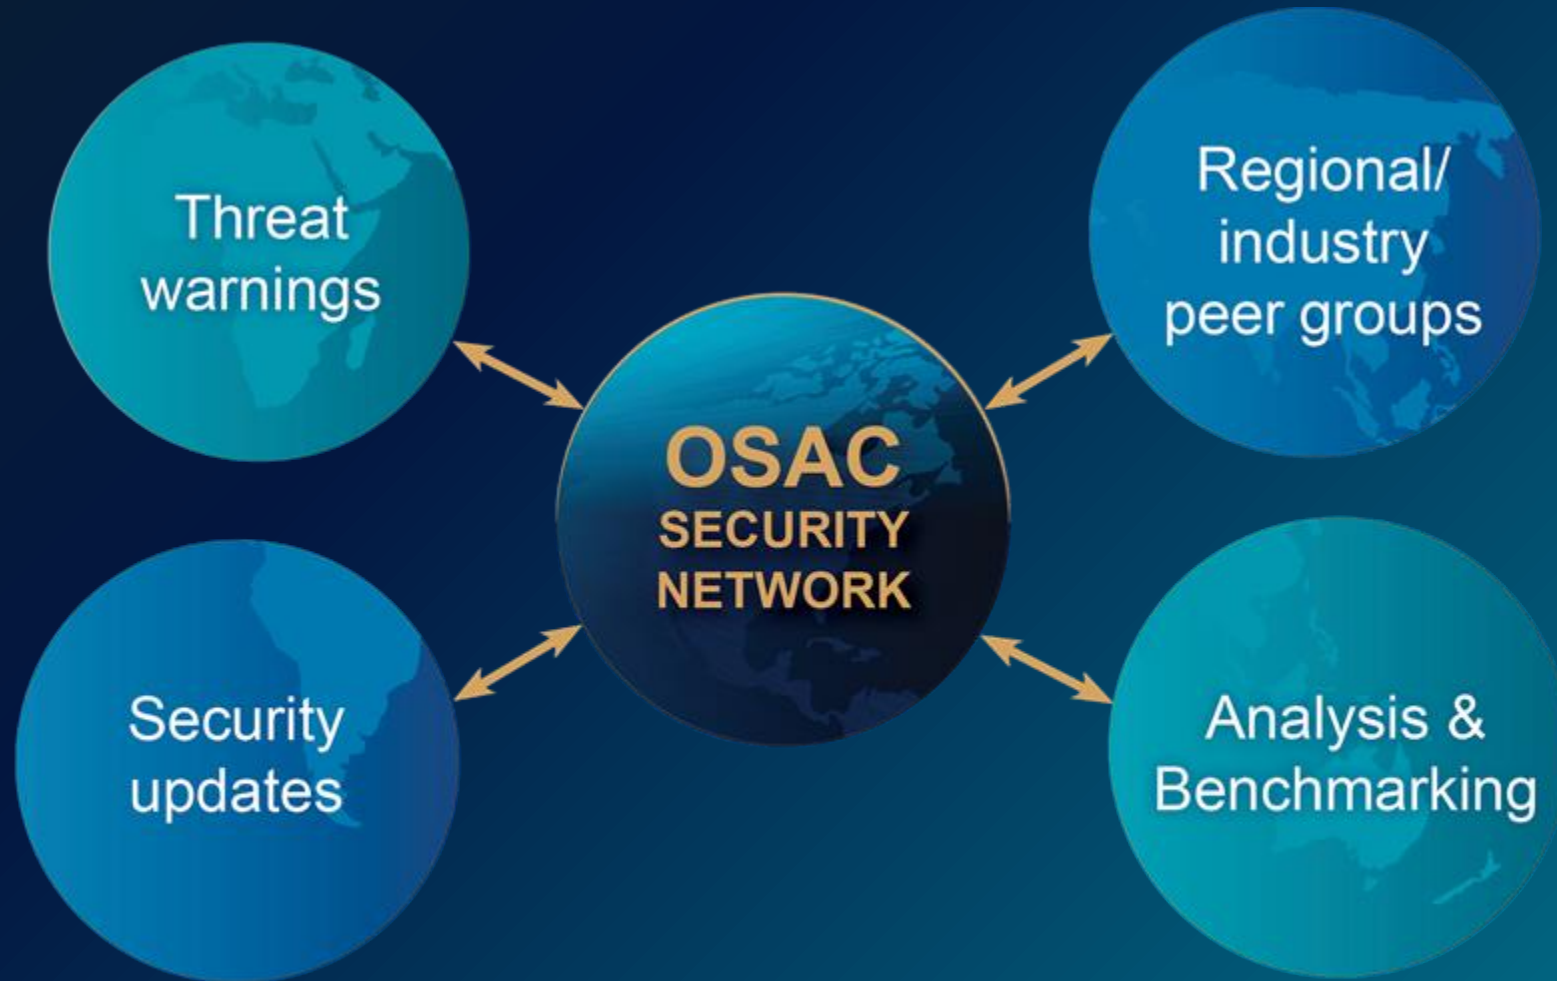 Threat
warnings
Regional/
industry
peer groups
OSAC
SECURITY
NETWORK
Security
updates
Analysis &
Benchmarking